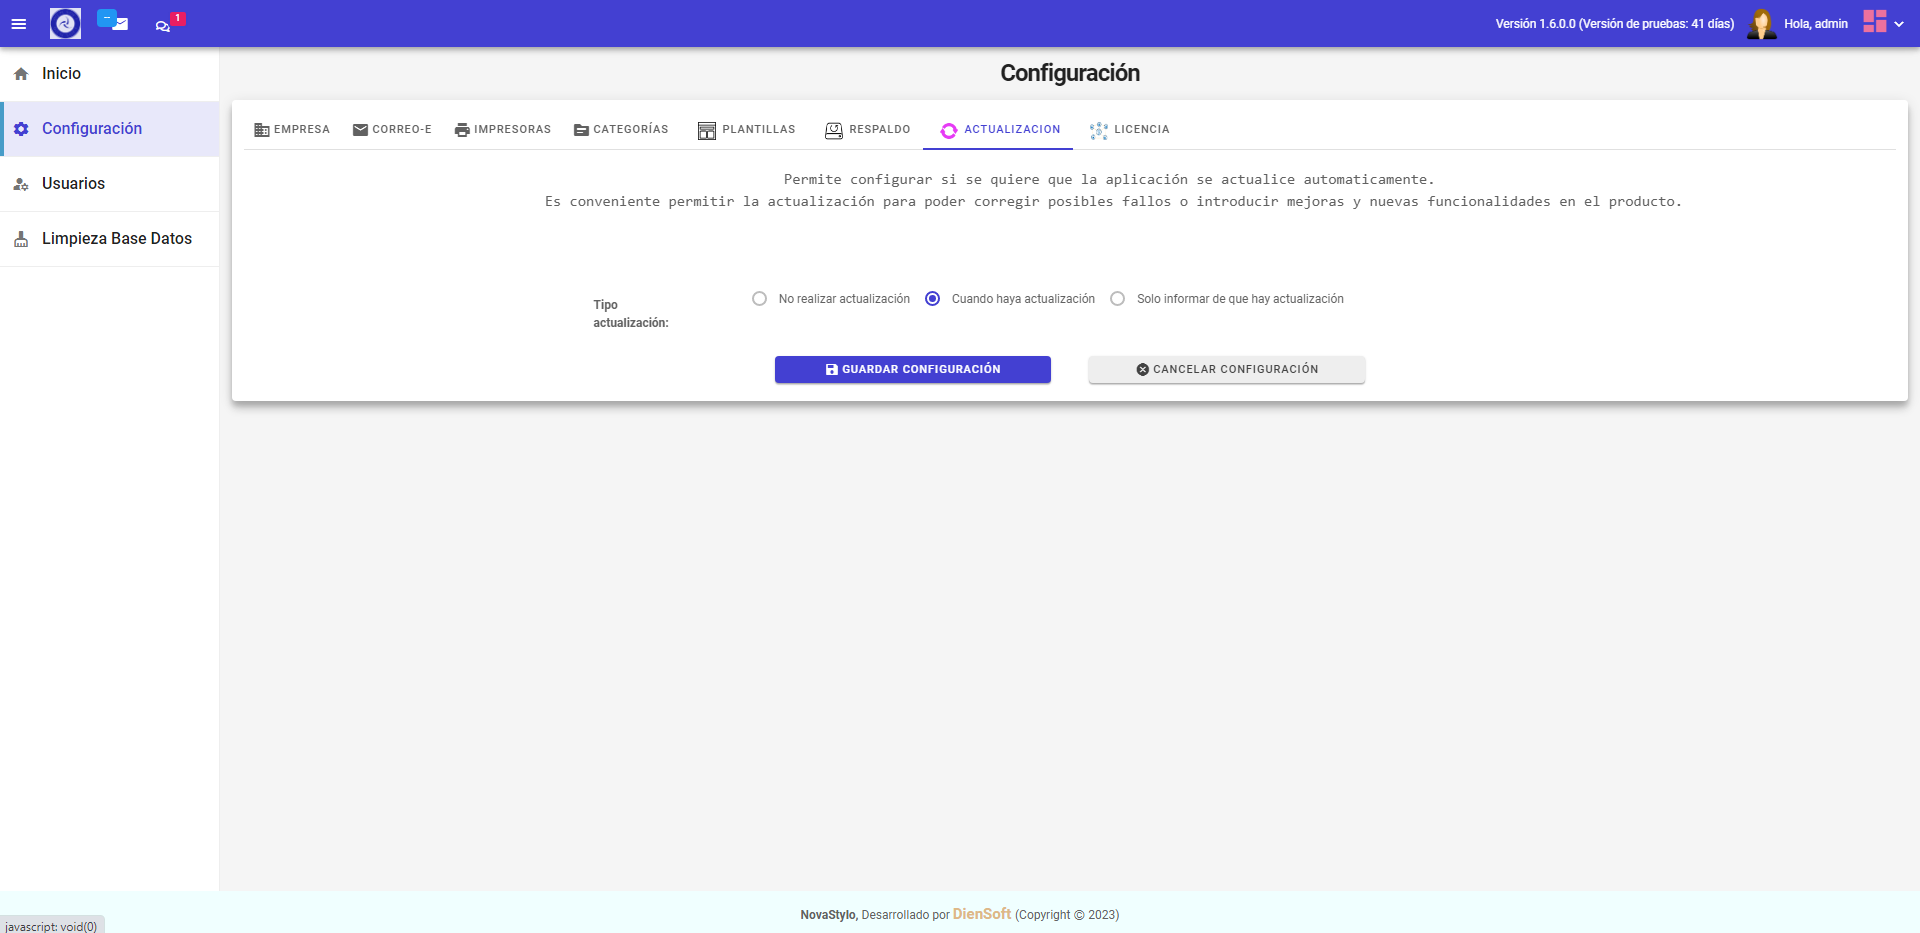 --
1
Versión 1.6.0.0 (Versión de pruebas: 41 días)
Hola, admin
Inicio
Configuración
Usuarios
Limpieza Base Datos
Configuración
EMPRESA
CORREO-E
IMPRESORAS
CATEGORÍAS
PLANTILLAS
RESPALDO
ACTUALIZACION
LICENCIA
Permite configurar si se quiere que la aplicación se actualice automaticamente.
Es conveniente permitir la actualización para poder corregir posibles fallos o introducir mejoras y nuevas funcionalidades en el producto.
Tipo
actualización:
No realizar actualización
Cuando haya actualización
Solo informar de que hay actualización
GUARDAR CONFIGURACIÓN
CANCELAR CONFIGURACIÓN
NovaStylo, Desarrollado por DienSoft (Copyright © 2023)
javascript: void(0)